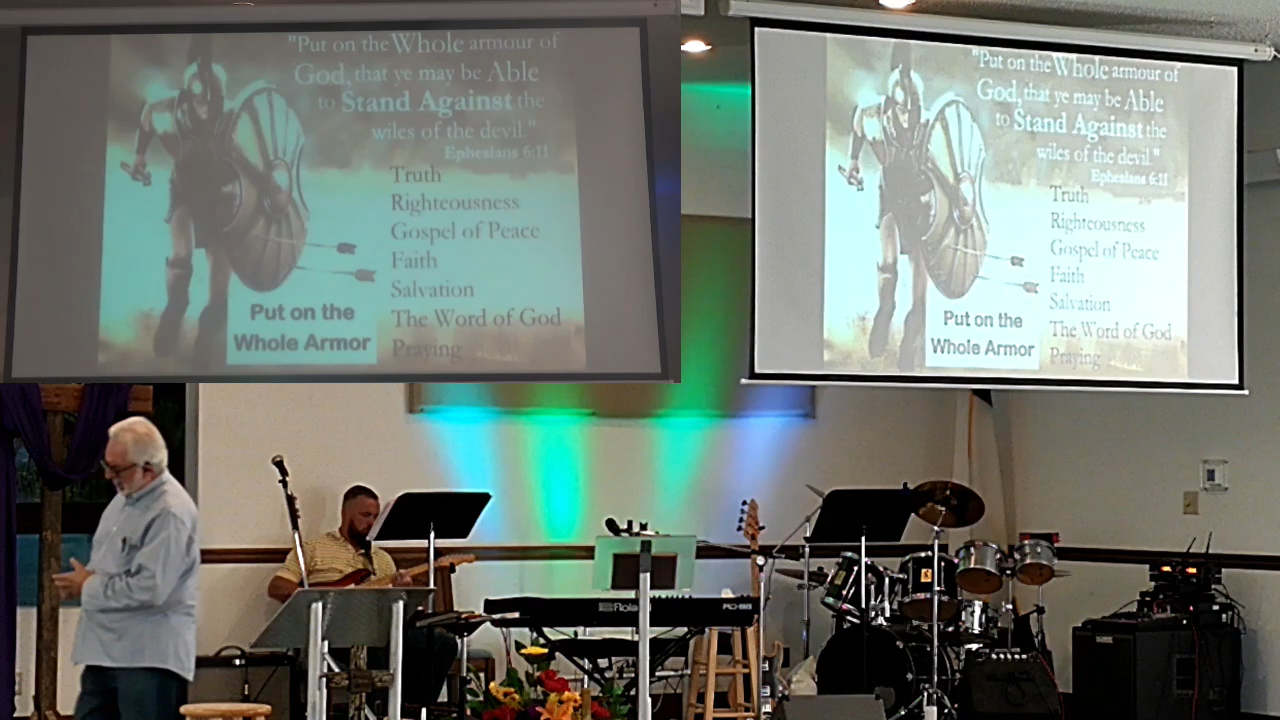 "Put on the Whole armour of
God, that ye may be Able
to Stand Against the
wiles of the devil."
Ephesians 6:11
Truth
Righteousness
Gospel of Peace
Faith
Salvation
The Word of God
Praying
Put on the
Whole Armor
"Put on the Whole armour of
God, that ye may be Able
to Stand Against the
wiles of the devil."
Ephesians 6:11
Truth
Righteousness
Gospel of Peace
Faith
Salvation
The Word of God
Praying
Put on the
Whole Armor
Roland